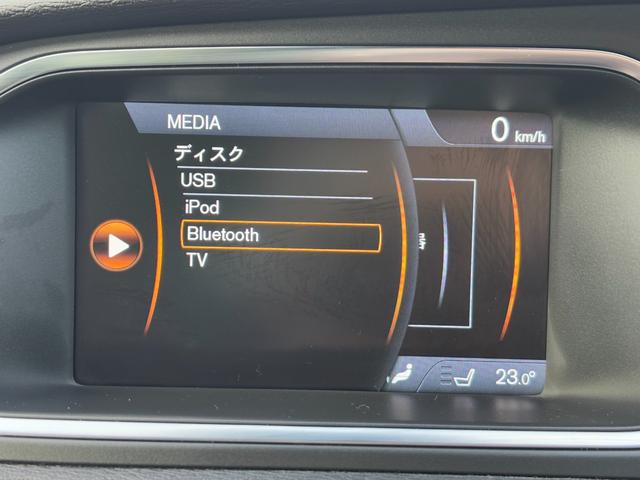 MEDIA
0 km/h
ディスク
USB
iPod
Bluetooth
TV
23.0°